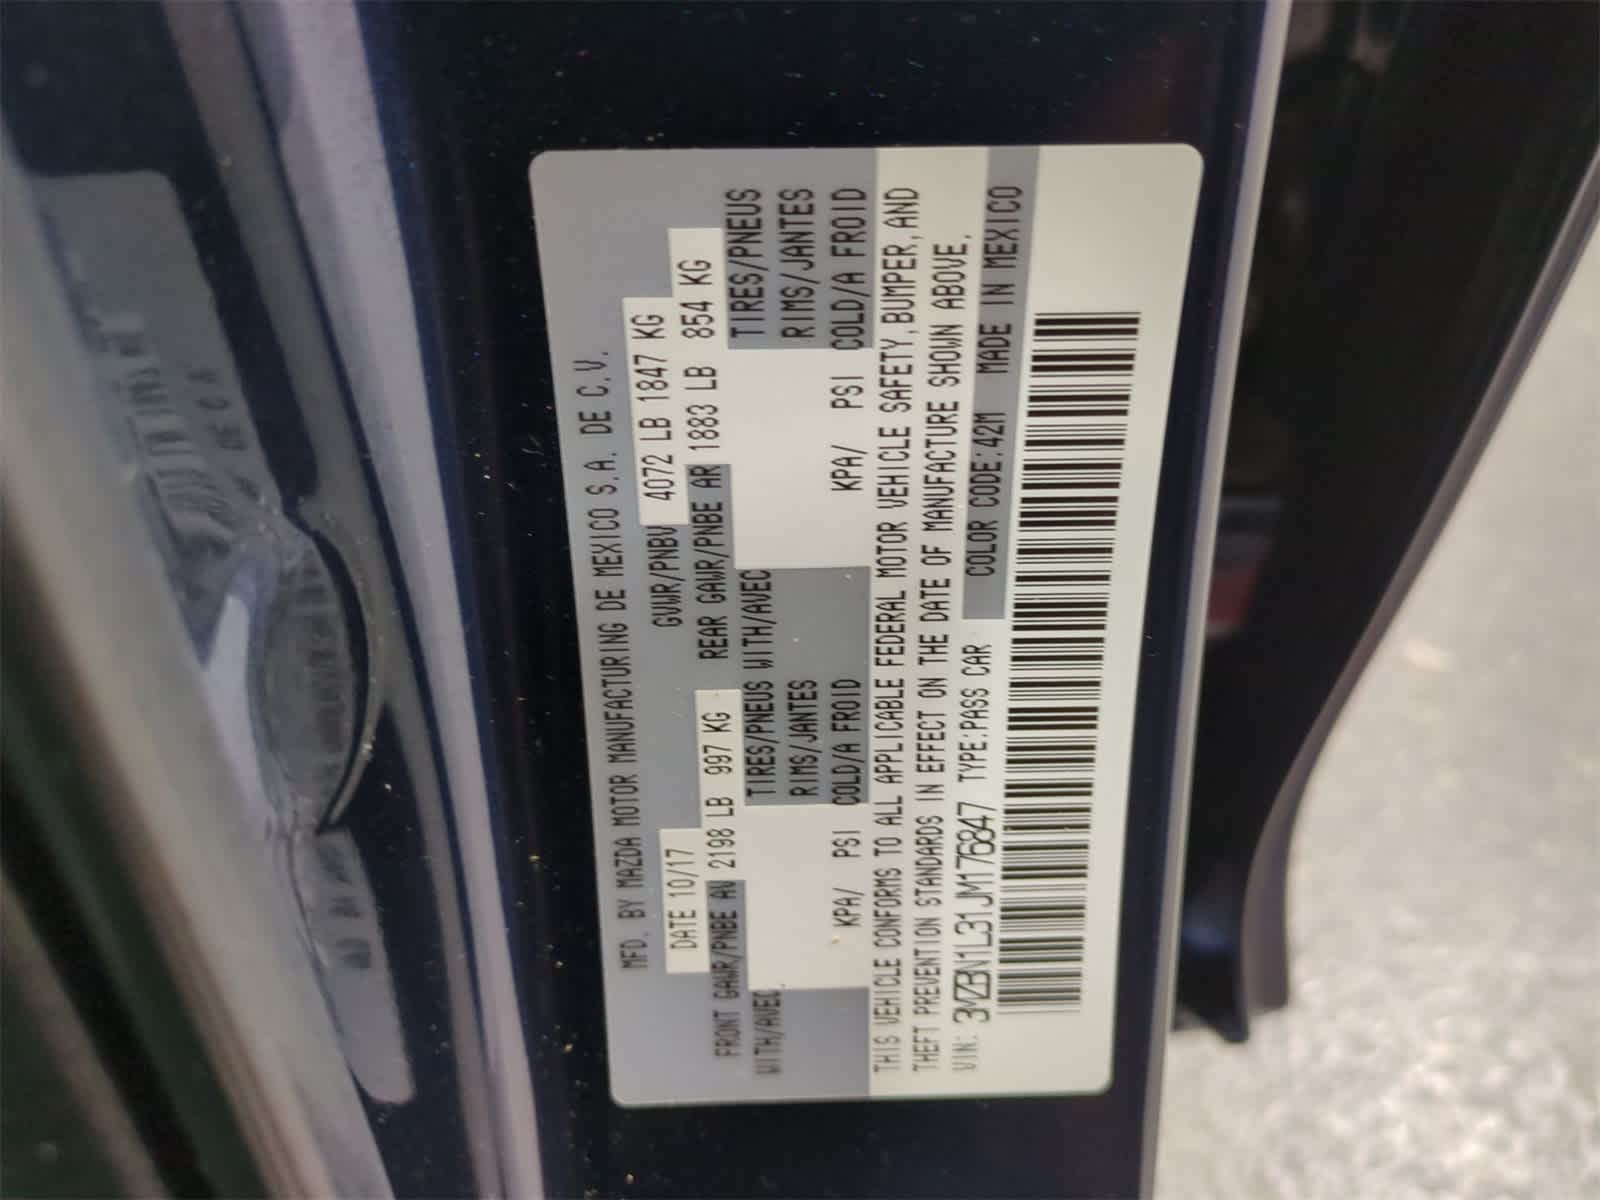 MFD. BY MAZDA MOTOR MANUFACTURING DE MEXICO S.A. DE C.V.
DATE 10/17 GVWR/PNBV 4072 LB 1847 KG
FRONT GAWR/PNBE AV 2198 LB 997 KG REAR GAWR/PNBE AR 1883 LB 854 KG
WITH/AVEC TIRES/PNEUS WITH/AVEC TIRES/PNEUS
RIMS/JANTES RIMS/JANTES
KPA/ PSI COLD/A FROID KPA/ PSI COLD/A FROID
THIS VEHICLE CONFORMS TO ALL APPLICABLE FEDERAL MOTOR VEHICLE SAFETY, BUMPER, AND
THEFT PREVENTION STANDARDS IN EFFECT ON THE DATE OF MANUFACTURE SHOWN ABOVE.
VIN: 3MZBN1L31JM176847 TYPE:PASS CAR COLOR CODE:42M MADE IN MEXICO